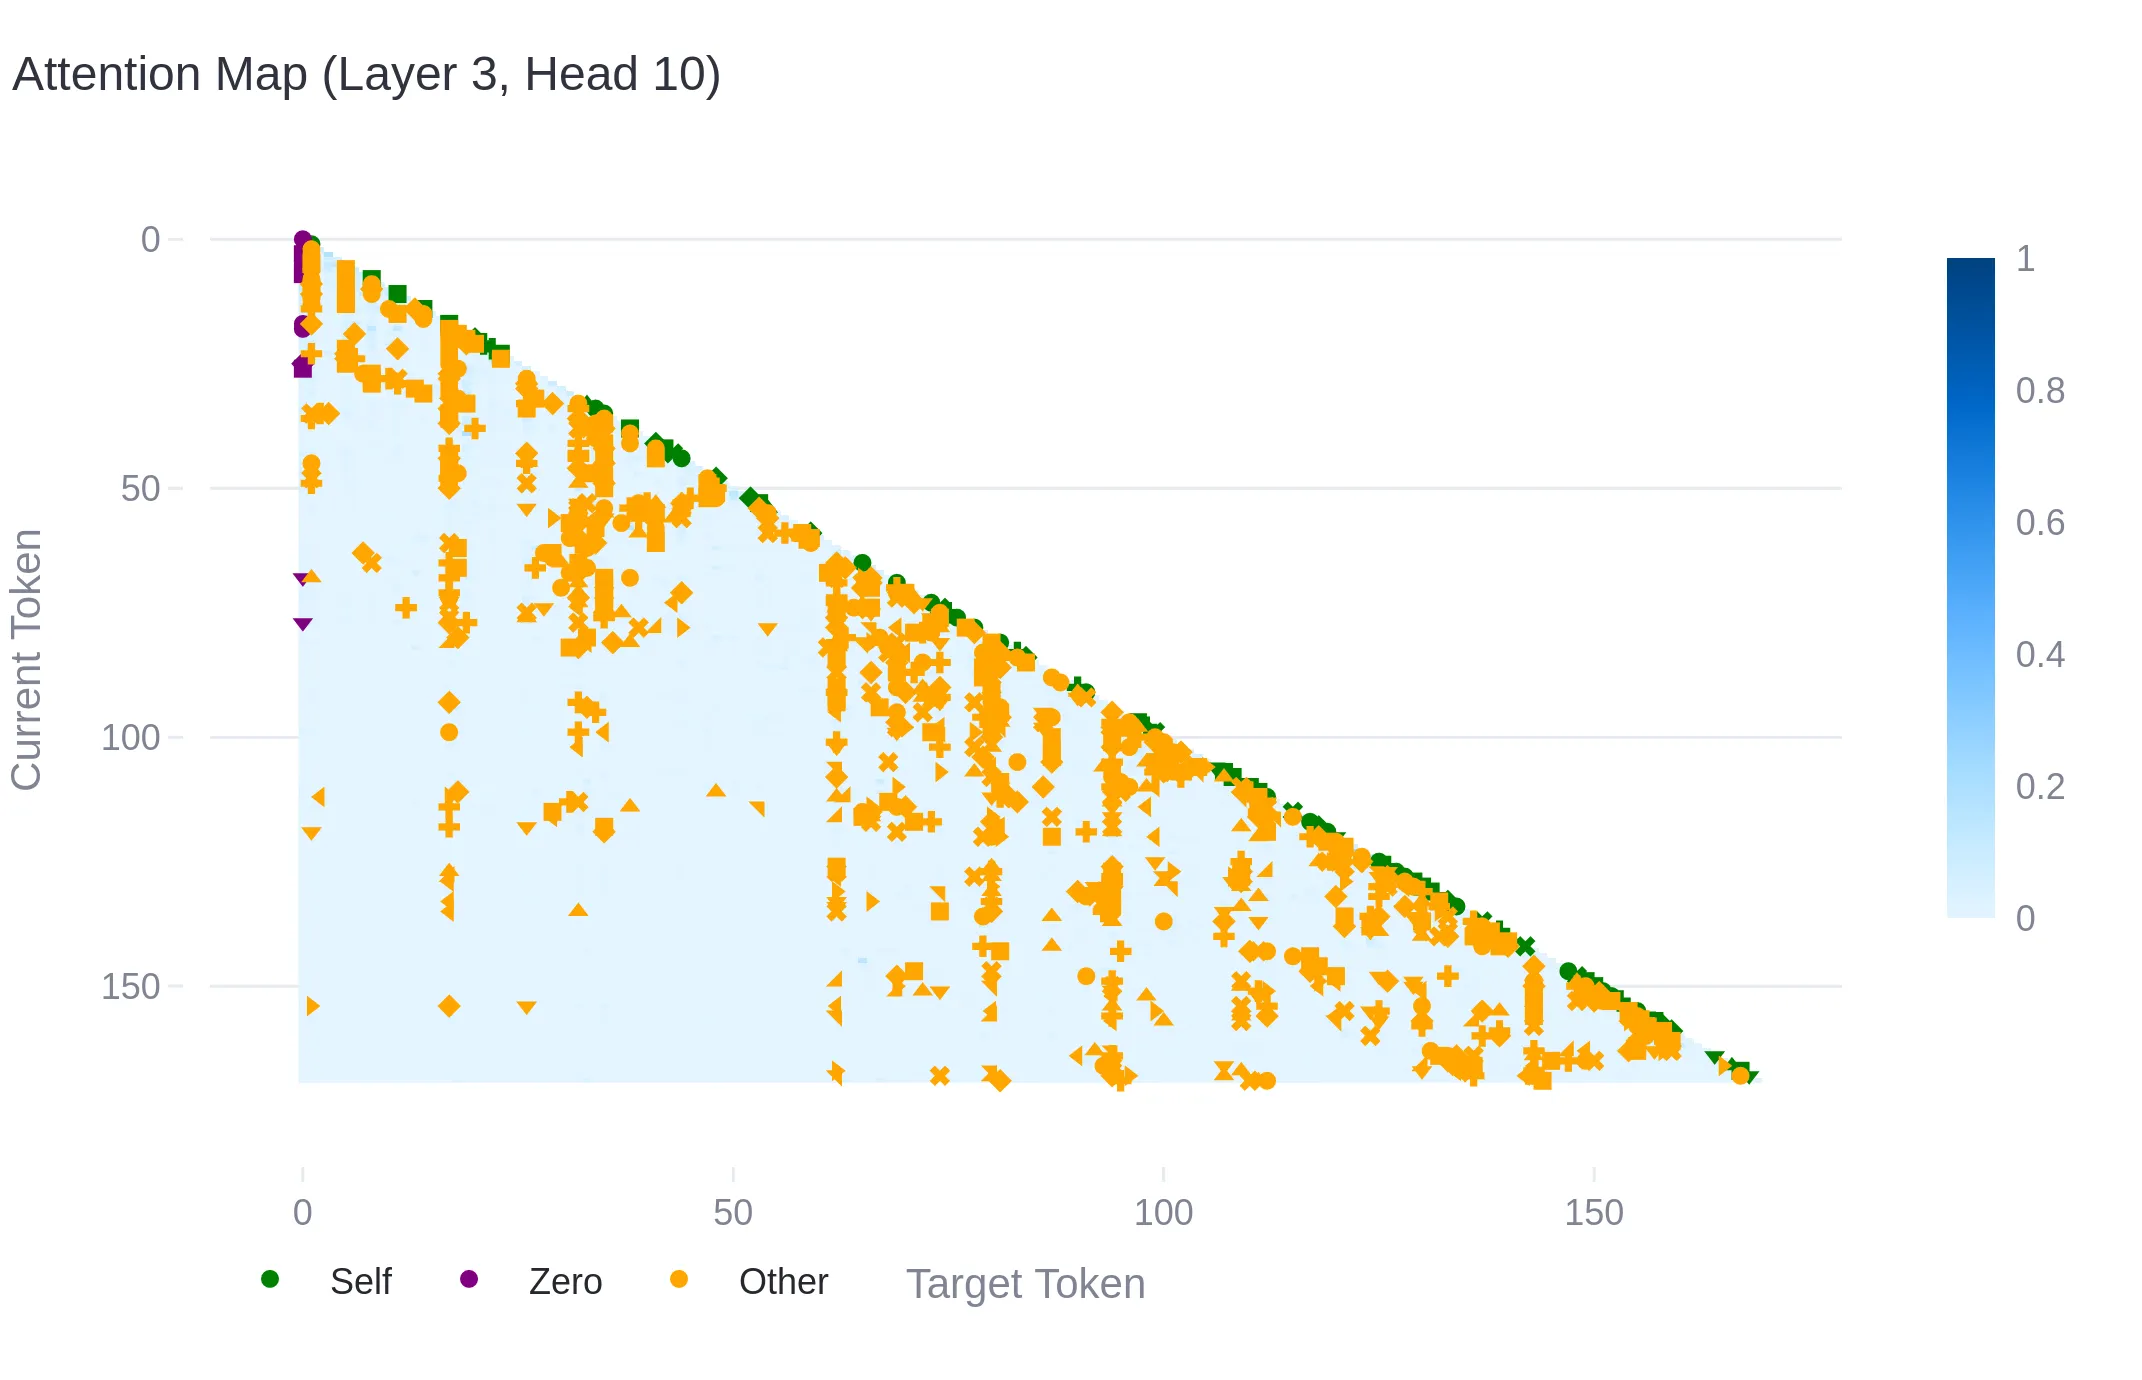 Attention Map (Layer 3, Head 10)
0
50
100
150
Current Token
0
50
100
150
Self
Zero
Other
Target Token
1
0.8
0.6
0.4
0.2
0